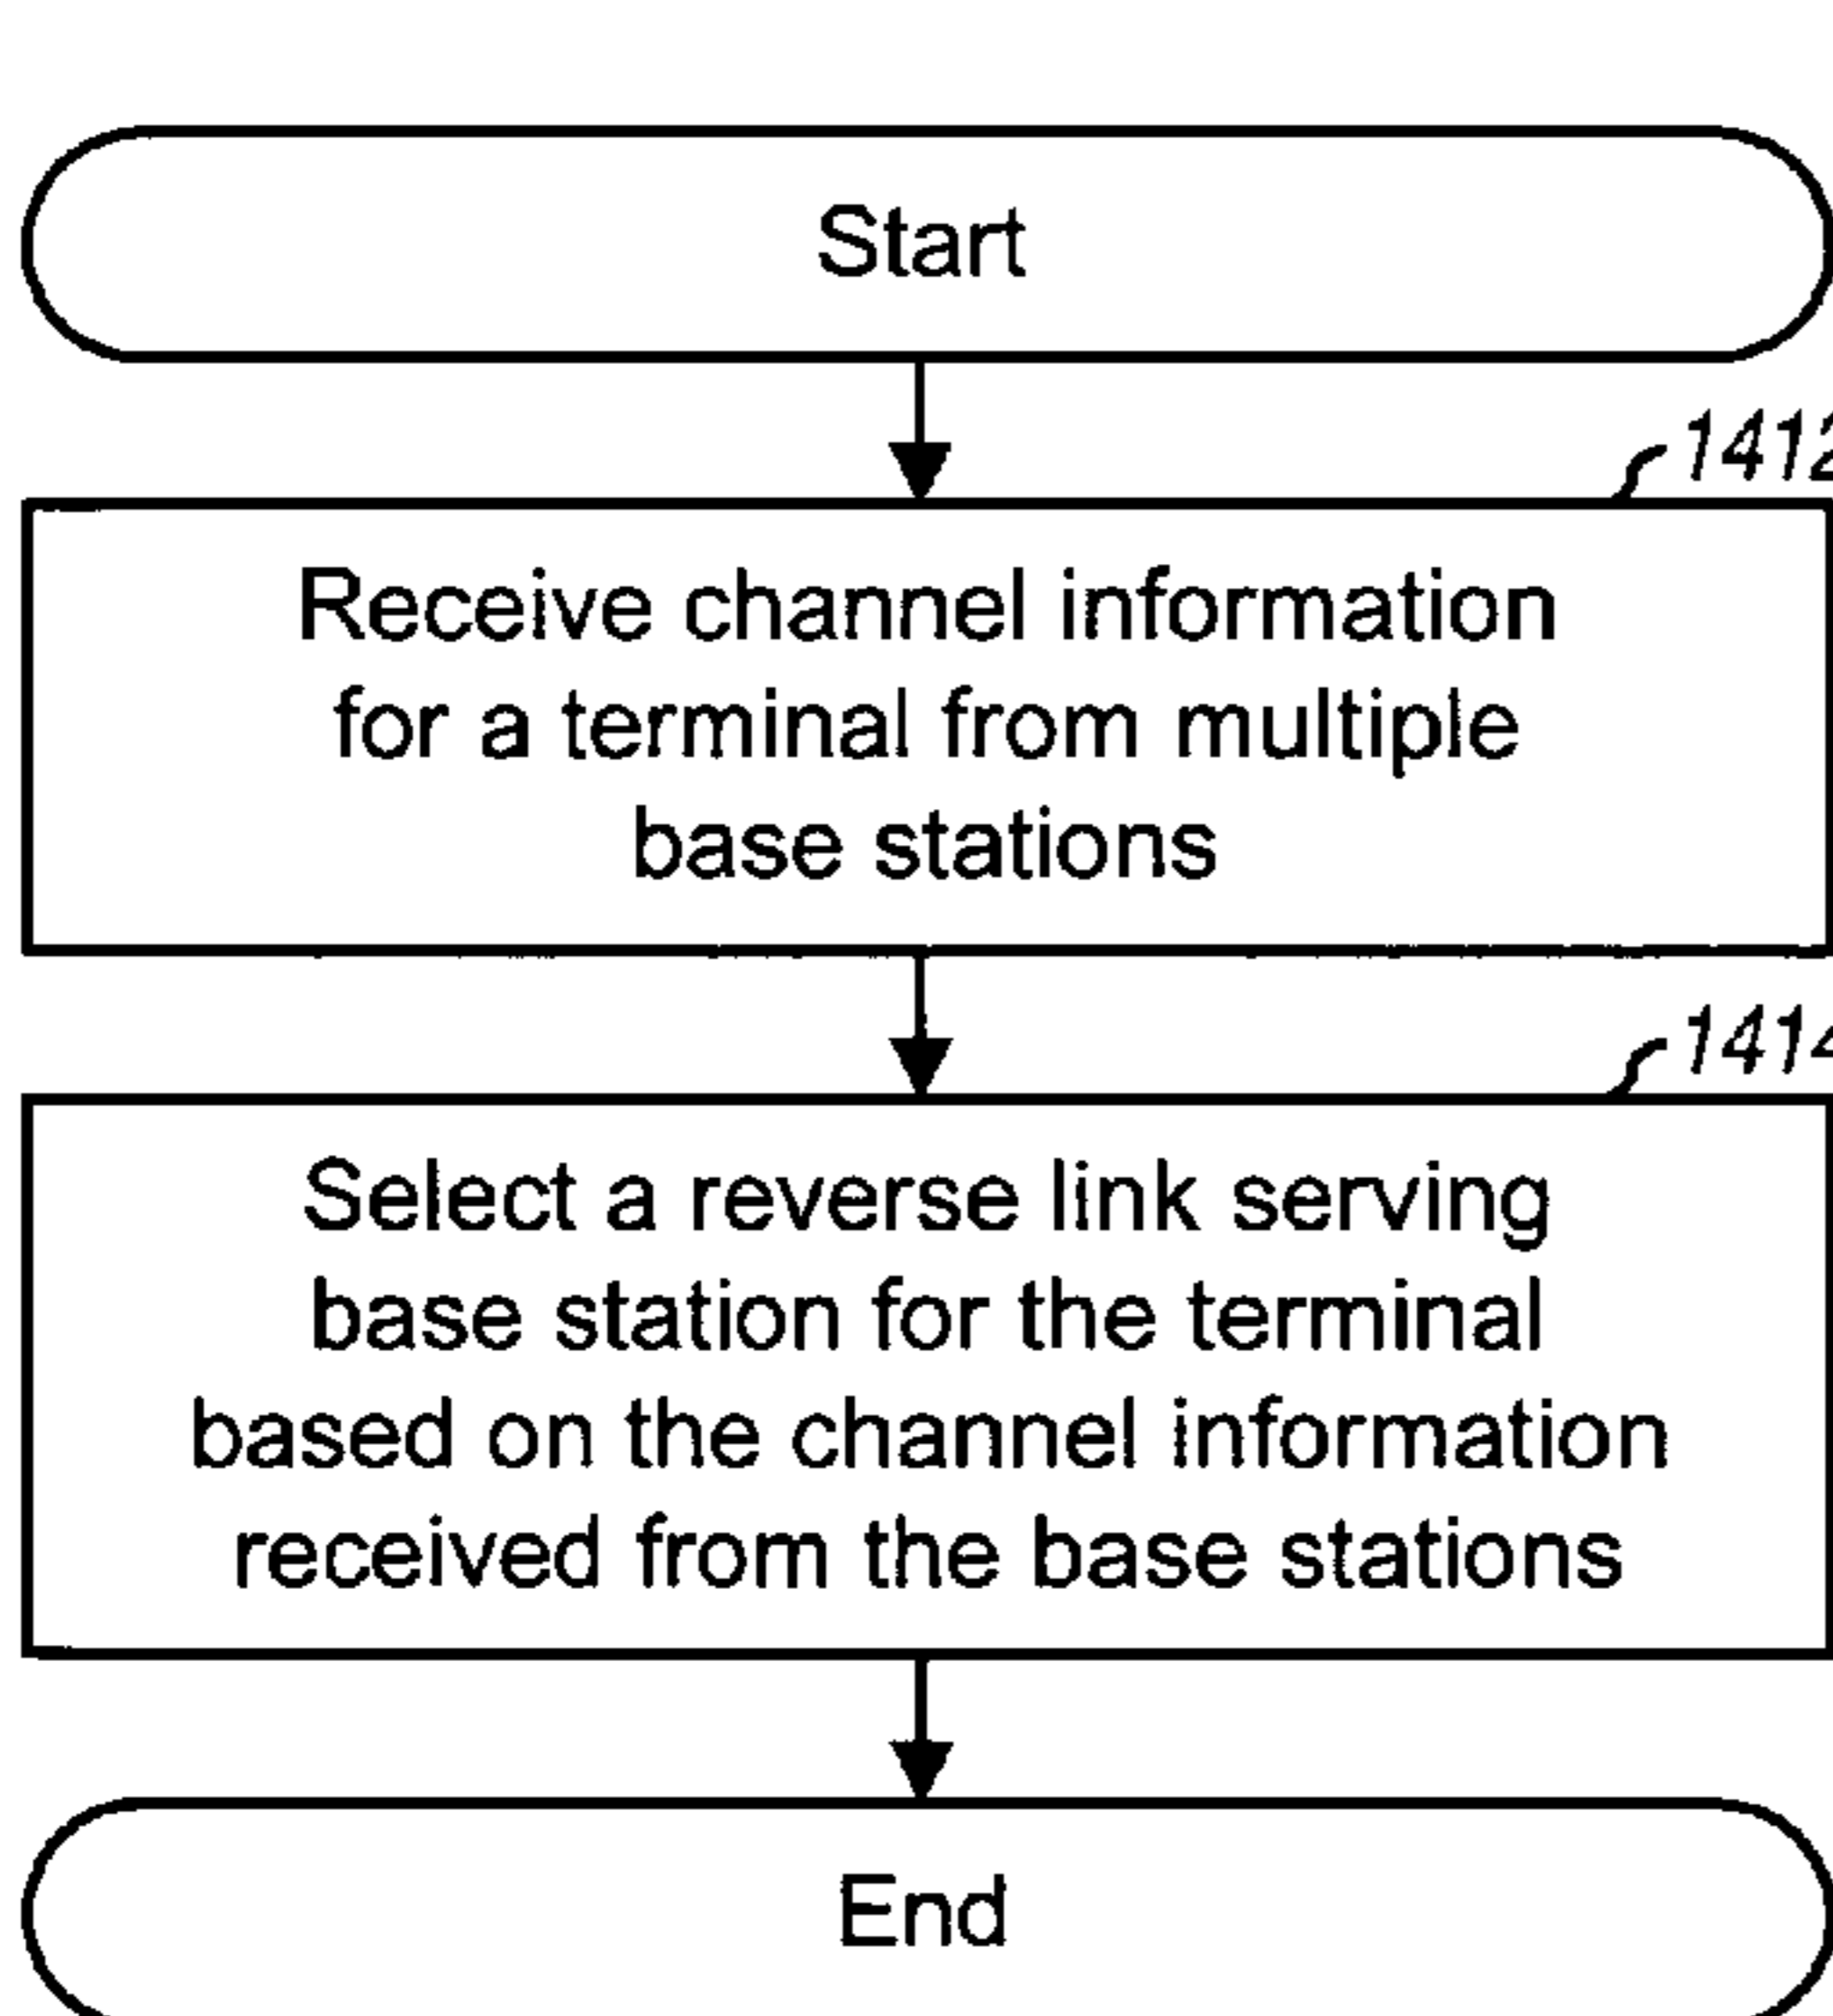 Start
1412
Receive channel information
for a terminal from multiple
base stations
1414
Select a reverse link serving
base station for the terminal
based on the channel information
received from the base stations
End